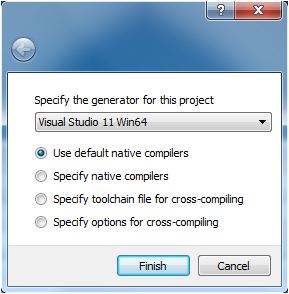 ?
Specify the generator for this project
Visual Studio 11 Win64
Use default native compilers
Specify native compilers
Specify toolchain file for cross-compiling
Specify options for cross-compiling
Finish
Cancel